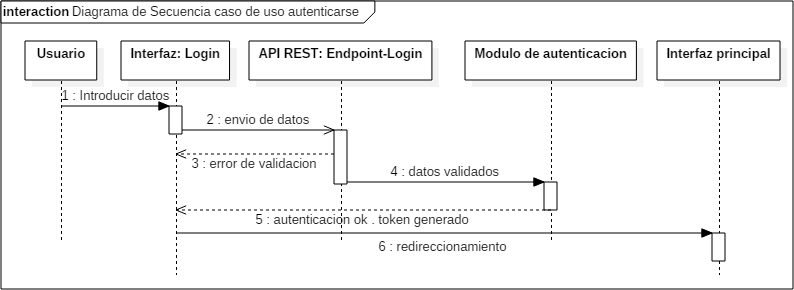 interaction Diagrama de Secuencia caso de uso autenticarse
Usuario
Interfaz: Login
API REST: Endpoint-Login
Modulo de autenticacion
Interfaz principal
1 : Introducir datos
2 : envio de datos
3 : error de validacion
4 : datos validados
5 : autenticacion ok . token generado
6 : redireccionamiento